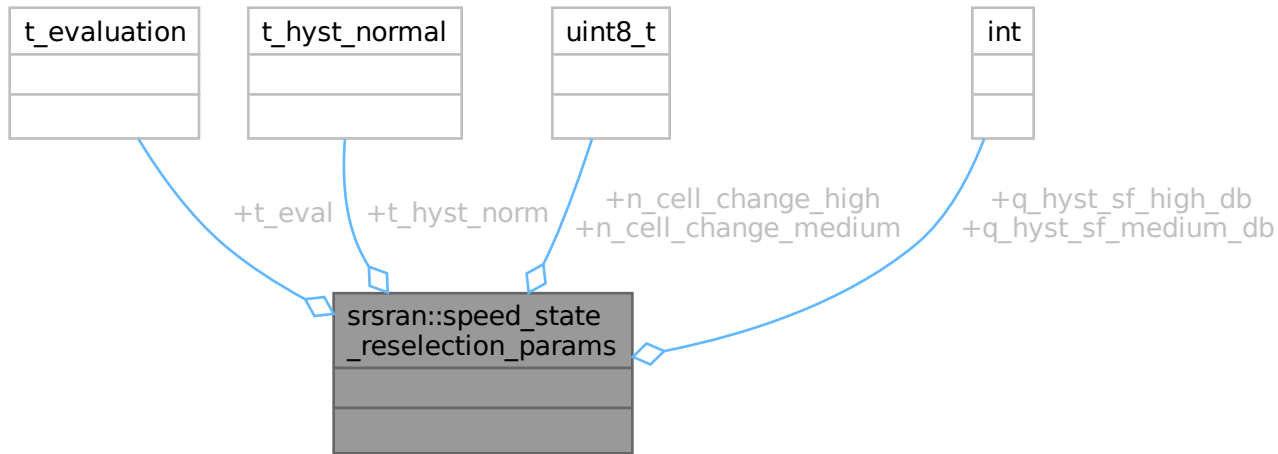 t_evaluation
t_hyst_normal
uint8_t
int
+t_eval
+t_hyst_norm
+n_cell_change_high
+n_cell_change_medium
+q_hyst_sf_high_db
+q_hyst_sf_medium_db
srsran::speed_state
_reselection_params